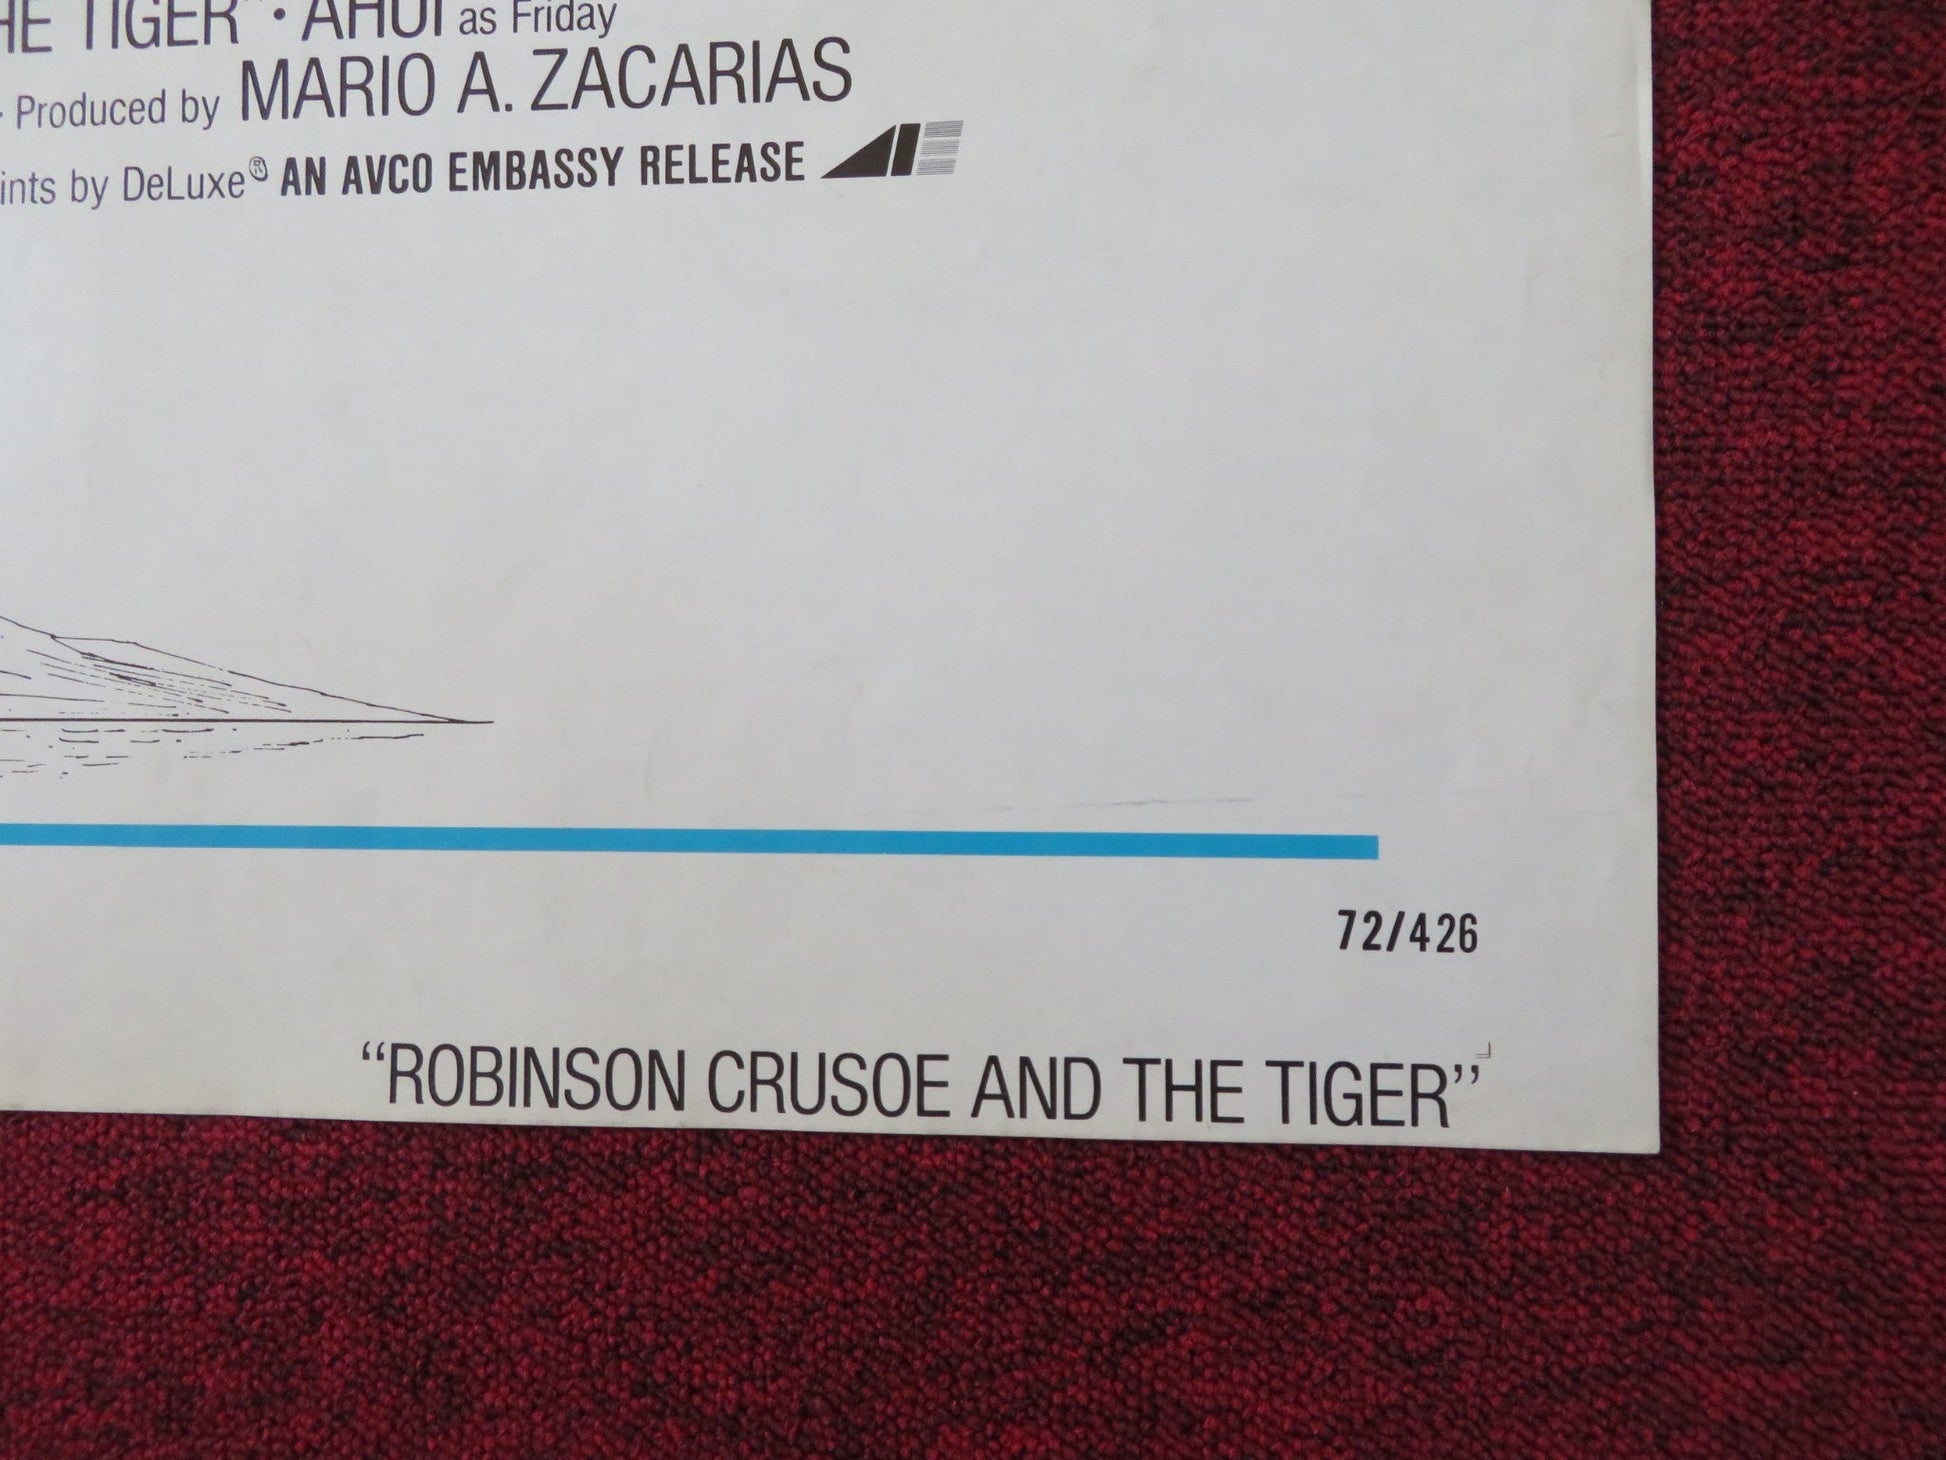 HE TIGER" · AHUI as Friday
· Produced by MARIO A. ZACARIAS
ints by DeLuxe® AN AVCO EMBASSY RELEASE
72/426
"ROBINSON CRUSOE AND THE TIGER"